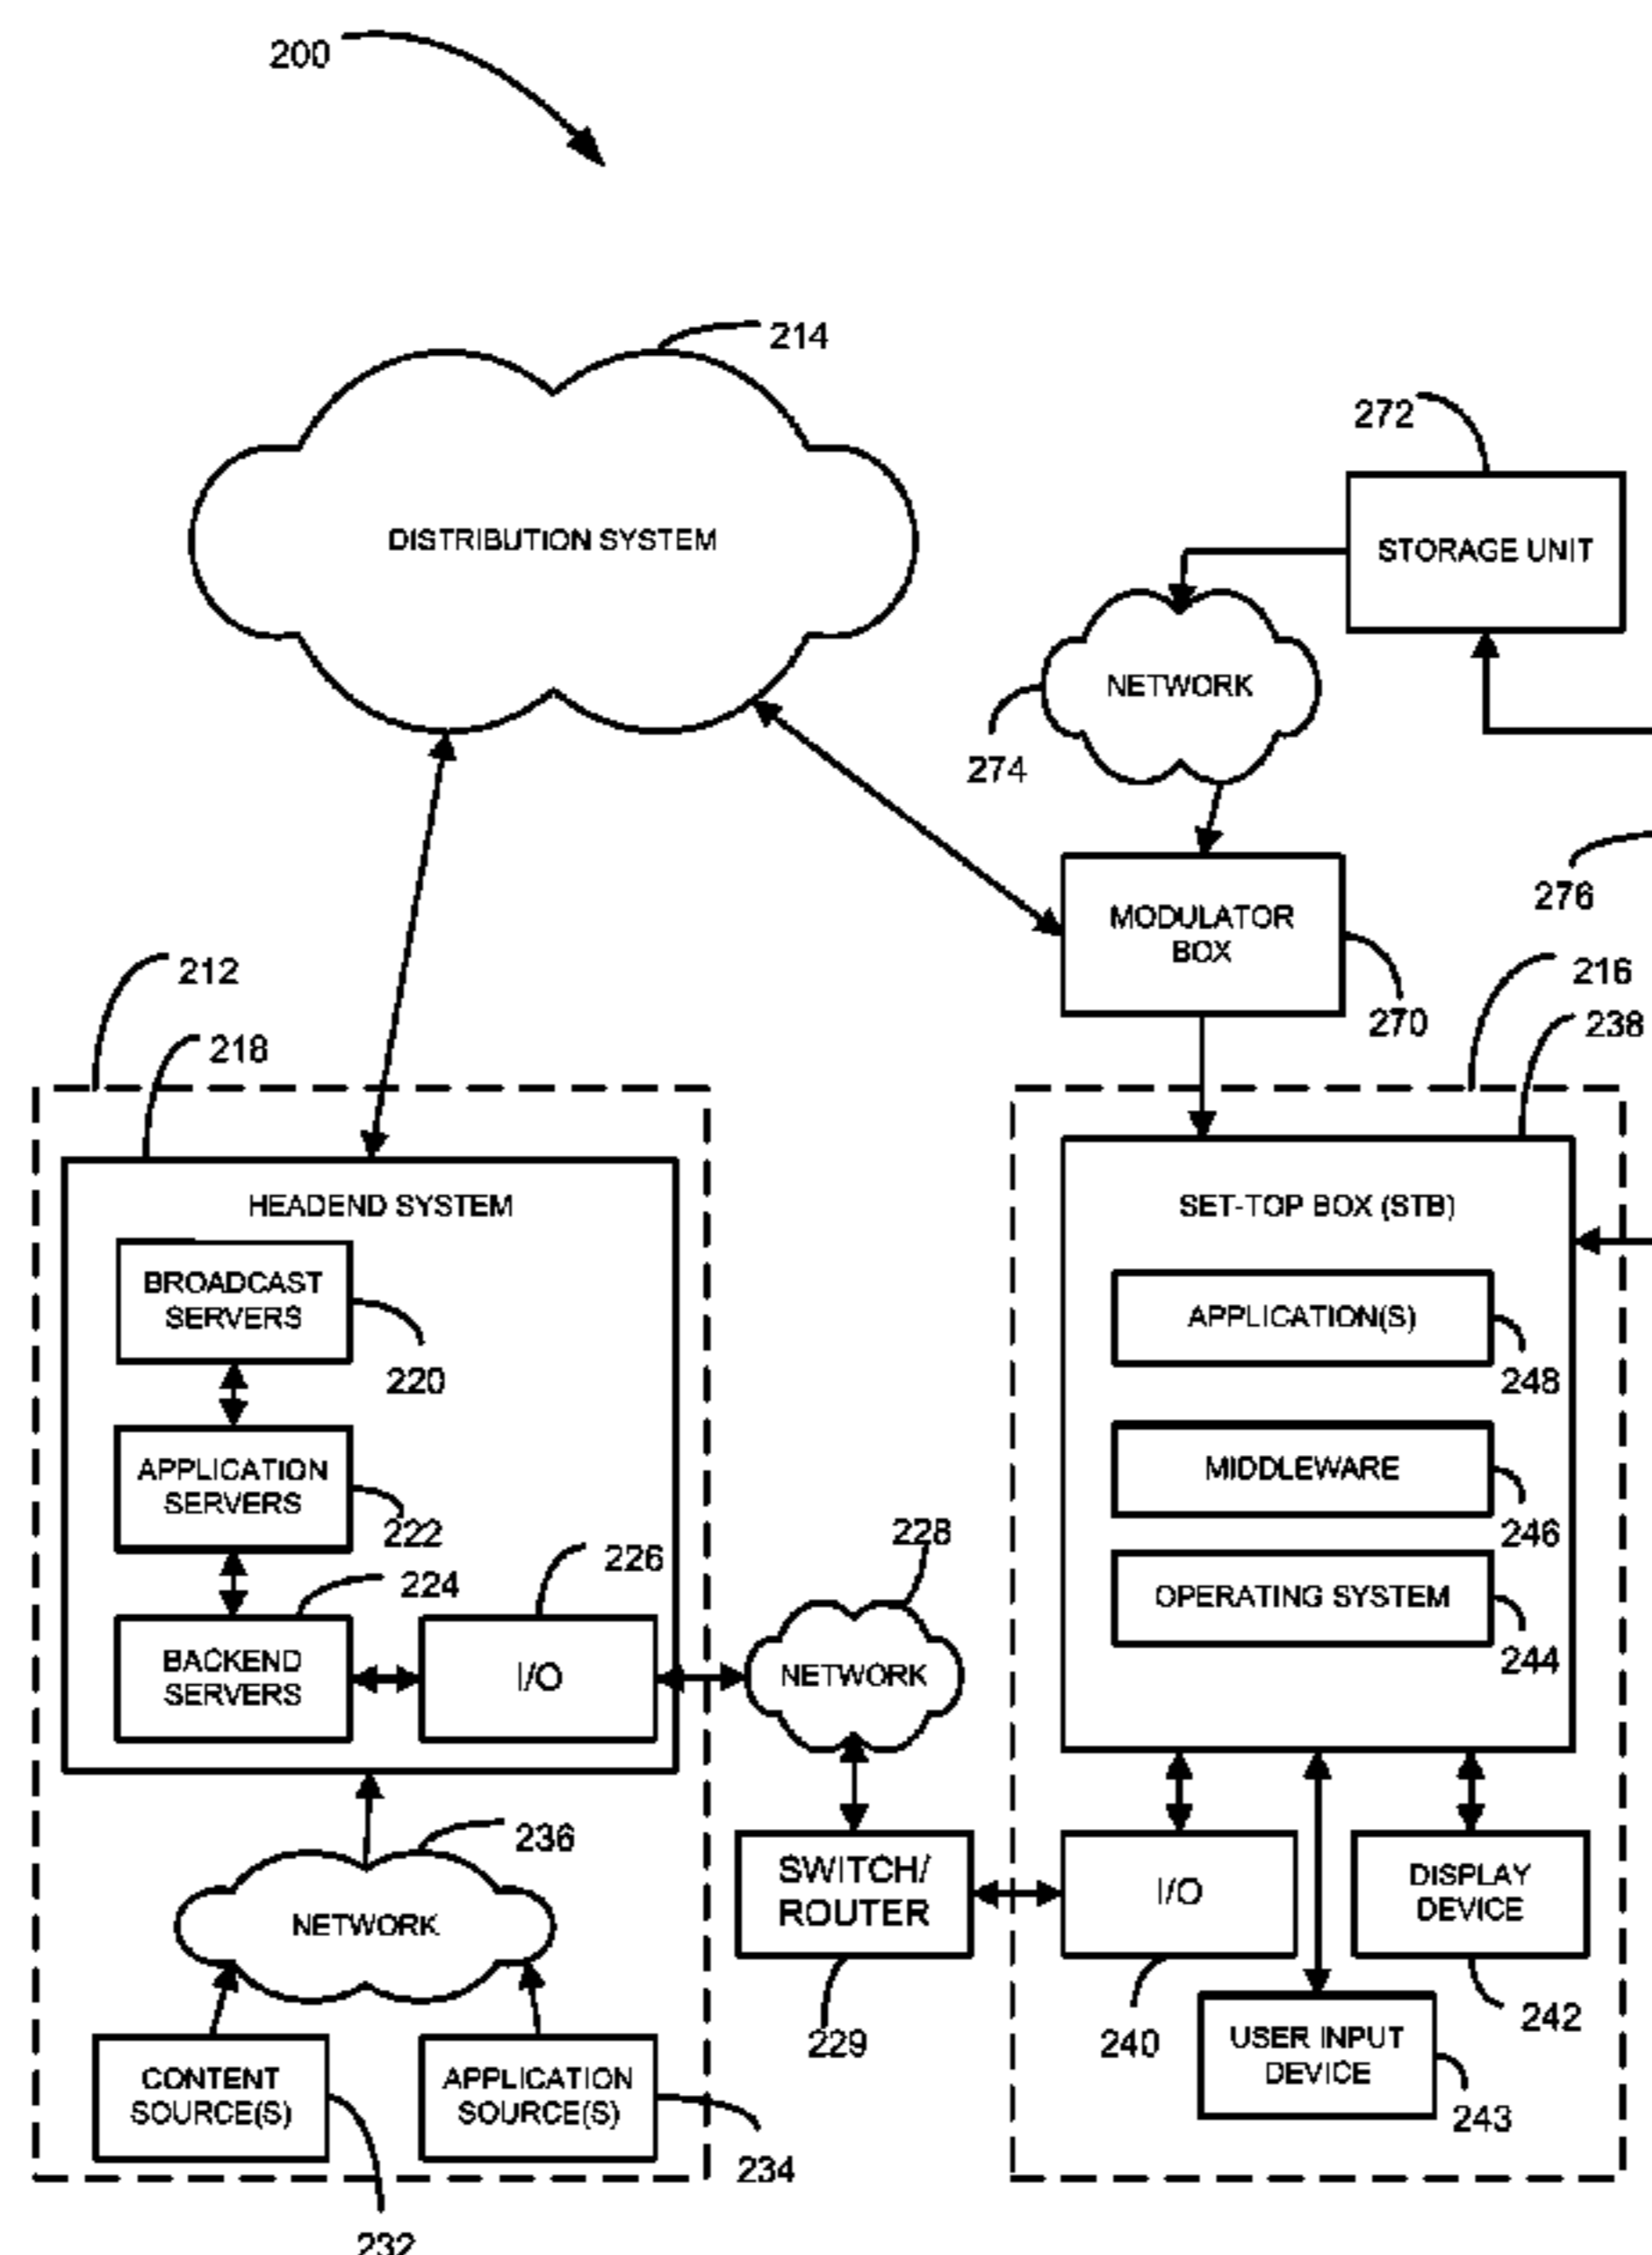 200
214
DISTRIBUTION SYSTEM
272
STORAGE UNIT
NETWORK
274
MODULATOR
BOX
270
276
212
218
216
238
HEADEND SYSTEM
BROADCAST
SERVERS
220
APPLICATION
SERVERS
222
224
226
BACKEND
SERVERS
I/O
228
NETWORK
SET-TOP BOX (STB)
APPLICATION(S)
248
MIDDLEWARE
246
OPERATING SYSTEM
244
236
NETWORK
SWITCH/
ROUTER
229
I/O
240
DISPLAY
DEVICE
242
USER INPUT
DEVICE
243
CONTENT
SOURCE(S)
232
APPLICATION
SOURCE(S)
234